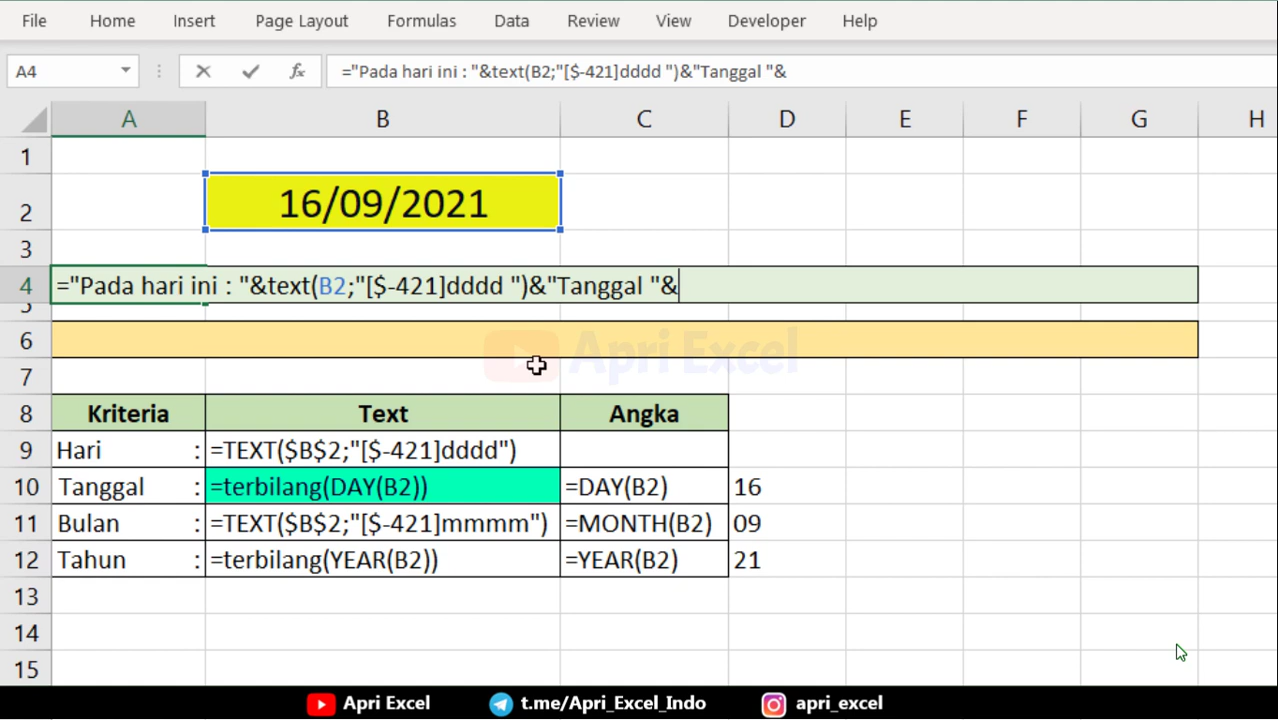 File Insert Home Page Layout Formulas Data Review View Developer Help
A4 fx ="Pada hari ini : "&text(B2;"[$-421]dddd ")&"Tanggal "&
A B C D E F G H
1
2 16/09/2021
3
4 ="Pada hari ini : "&text(B2;"[$-421]dddd ")&"Tanggal "&
5
6 Apri Excel
7
8 Kriteria Text Angka
9 Hari : =TEXT($B$2;"[$-421]dddd")
10 Tanggal : =terbilang(DAY(B2)) =DAY(B2) 16
11 Bulan : =TEXT($B$2;"[$-421]mmmm") =MONTH(B2) 09
12 Tahun : =terbilang(YEAR(B2)) =YEAR(B2) 21
13
14
15
Apri Excel t.me/Apri_Excel_Indo apri_excel